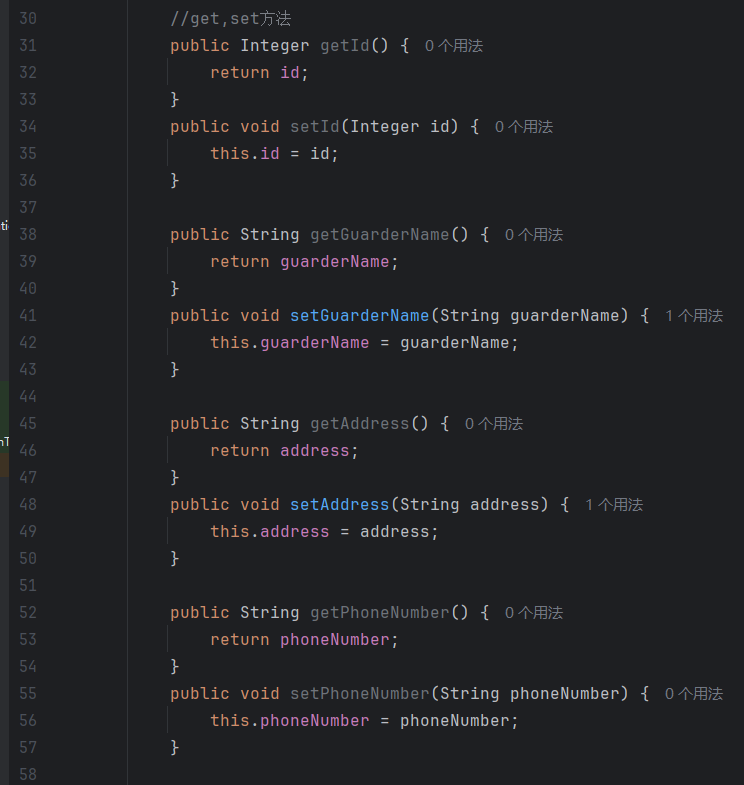 30 //get,set方法
31 public Integer getId() { 0 个用法
32 return id;
33 }
34 public void setId(Integer id) { 0 个用法
35 this.id = id;
36 }
37
38 public String getGuarderName() { 0 个用法
39 return guarderName;
40 }
41 public void setGuarderName(String guarderName) { 1 个用法
42 this.guarderName = guarderName;
43 }
44
45 public String getAddress() { 0 个用法
46 return address;
47 }
48 public void setAddress(String address) { 1 个用法
49 this.address = address;
50 }
51
52 public String getPhoneNumber() { 0 个用法
53 return phoneNumber;
54 }
55 public void setPhoneNumber(String phoneNumber) { 0 个用法
56 this.phoneNumber = phoneNumber;
57 }
58